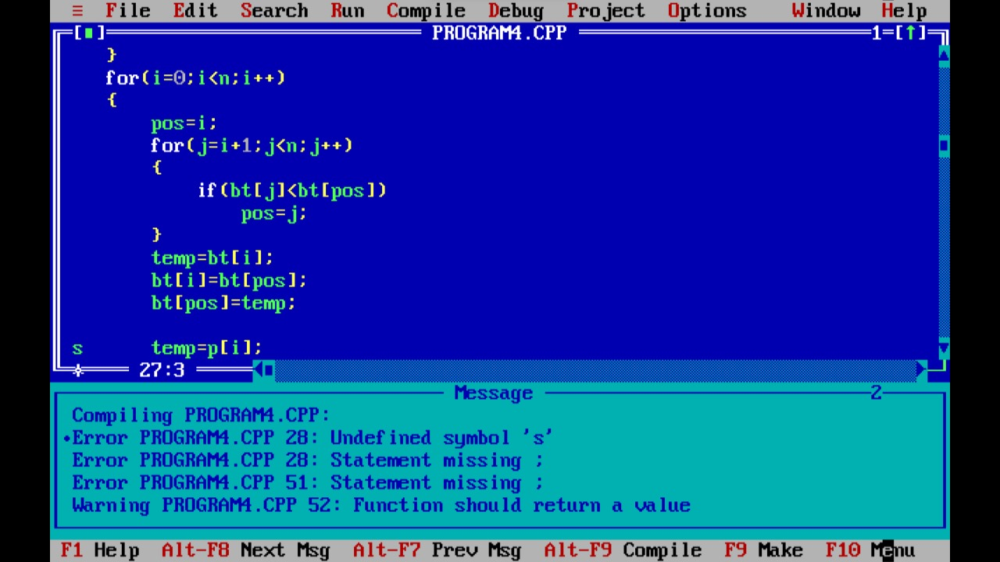 ≡ File Edit Search Run Compile Debug Project Options Window Help
[■] PROGRAM4.CPP 1=[↑]
}
for(i=0;i<n;i++)
{
pos=i;
for(j=i+1;j<n;j++)
{
if(bt[j]<bt[pos])
pos=j;
}
temp=bt[i];
bt[i]=bt[pos];
bt[pos]=temp;
s temp=p[i];
27:3
Message 2
Compiling PROGRAM4.CPP:
•Error PROGRAM4.CPP 28: Undefined symbol 's'
Error PROGRAM4.CPP 28: Statement missing ;
Error PROGRAM4.CPP 51: Statement missing ;
Warning PROGRAM4.CPP 52: Function should return a value
F1 Help Alt-F8 Next Msg Alt-F7 Prev Msg Alt-F9 Compile F9 Make F10 Menu